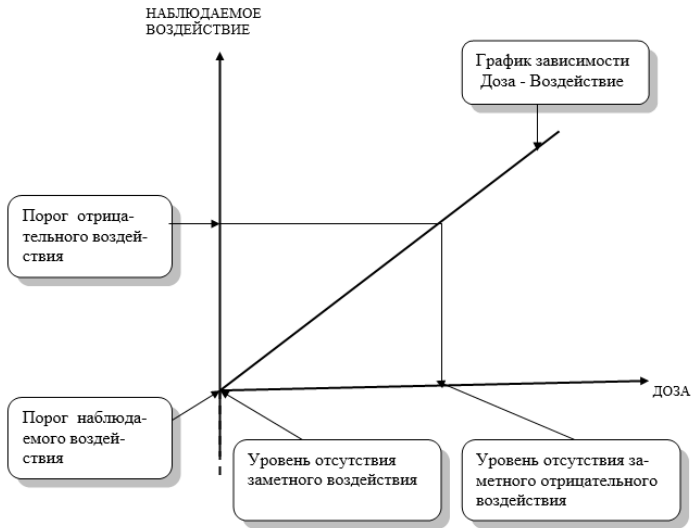 НАБЛЮДАЕМОЕ
ВОЗДЕЙСТВИЕ
График зависимости
Доза - Воздействие
Порог отрица-
тельного воздей-
ствия
ДОЗА
Порог наблюда-
емого воздей-
ствия
Уровень отсутствия
заметного воздействия
Уровень отсутствия за-
метного отрицательного
воздействия